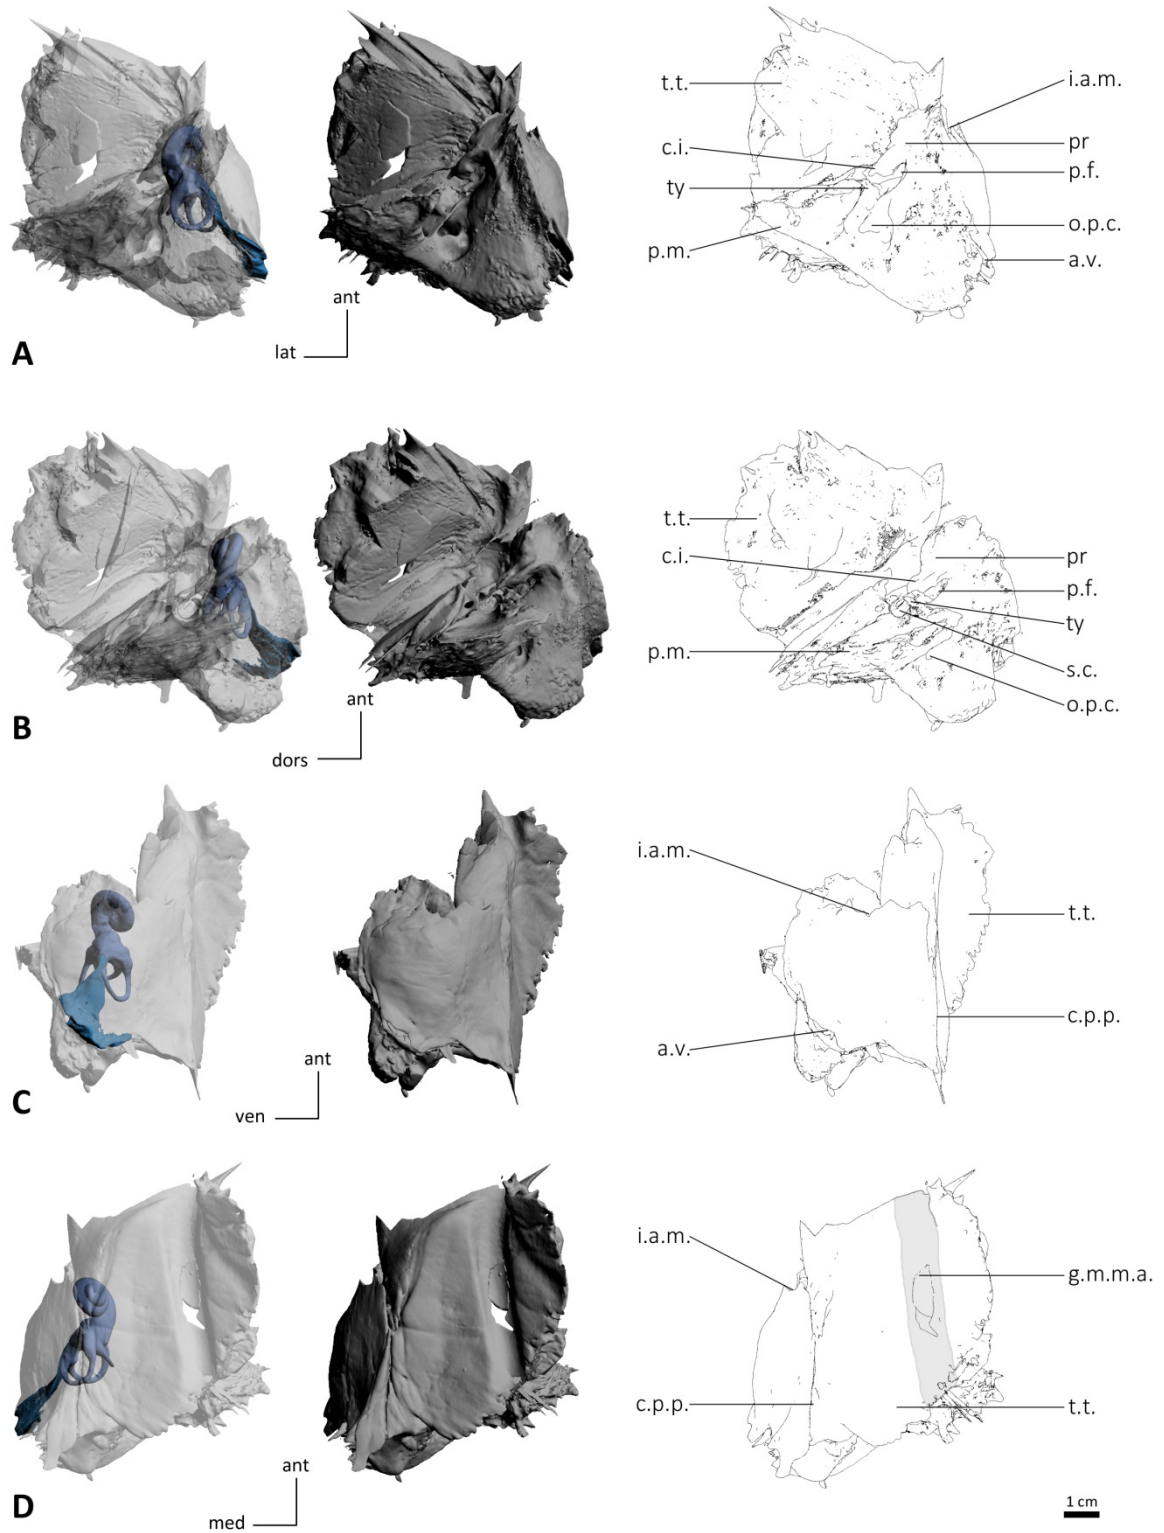 t.t.
i.a.m.
pr
c.i.
p.f.
ty
o.p.c.
p.m.
a.v.
ant
lat
A
t.t.
pr
c.i.
p.f.
ty
p.m.
s.c.
o.p.c.
ant
dors
B
i.a.m.
t.t.
c.p.p.
a.v.
ant
ven
C
i.a.m.
g.m.m.a.
c.p.p.
t.t.
ant
med
D
1 cm